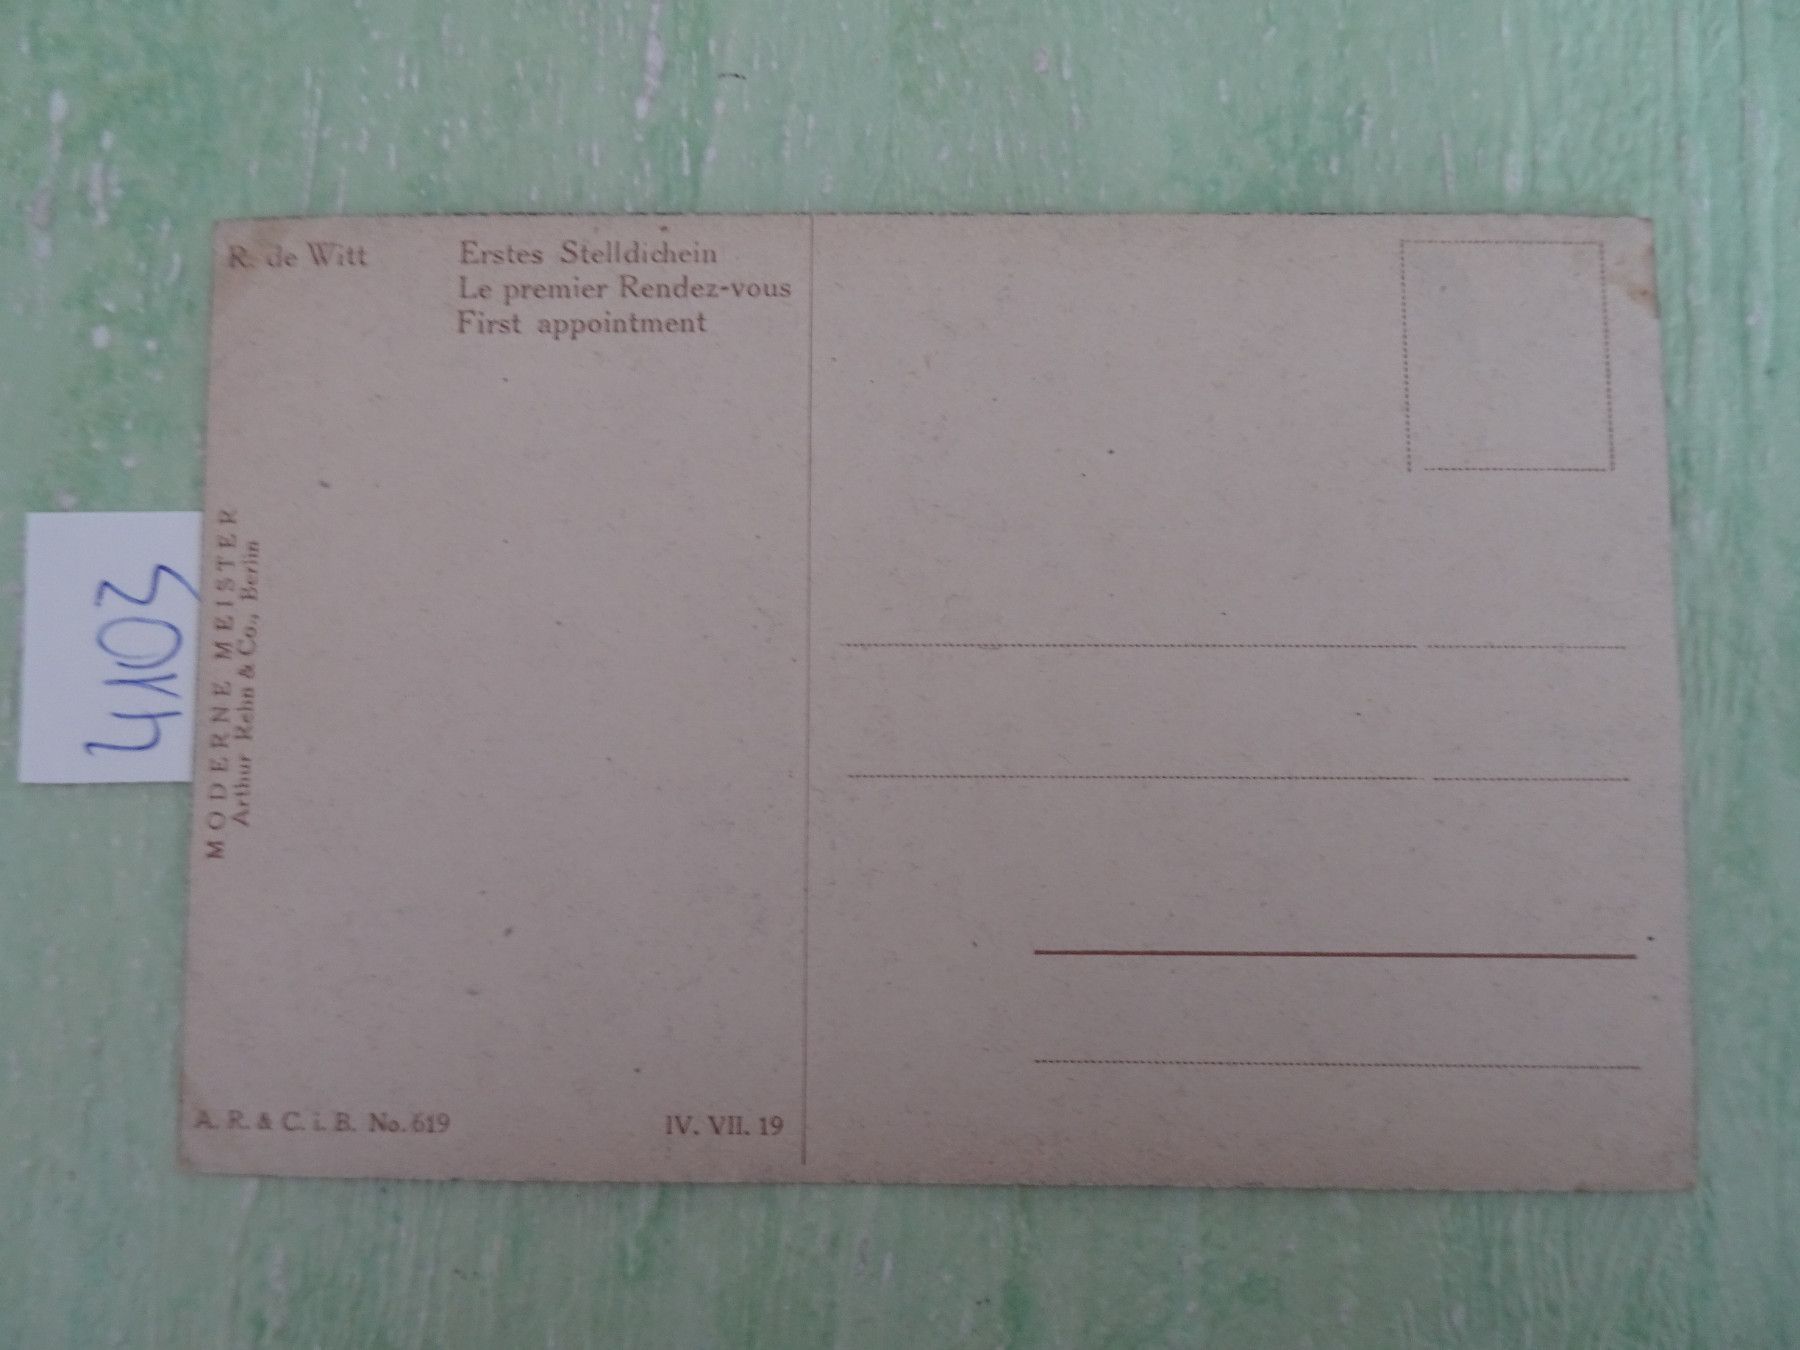 R. de Witt
Erstes Stelldichein
Le premier Rendez-vous
First appointment
MODERNE MEISTER
Arthur Rehn & Co., Berlin
4103
A. R. & C. i. B. No. 619
IV. VII. 19